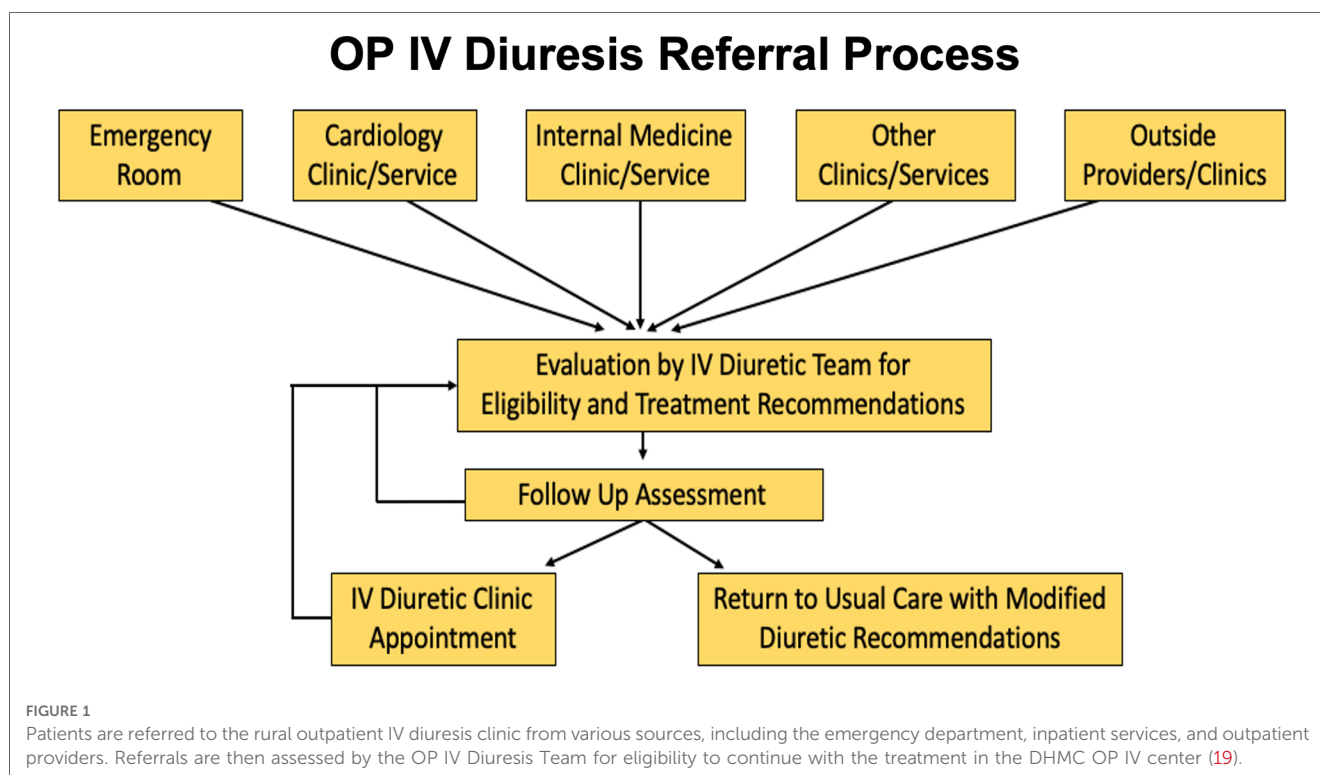 OP IV Diuresis Referral Process
Emergency
Room
Cardiology
Clinic/Service
Internal Medicine
Clinic/Service
Other
Clinics/Services
Outside
Providers/Clinics
Evaluation by IV Diuretic Team for
Eligibility and Treatment Recommendations
Follow Up Assessment
IV Diuretic Clinic
Appointment
Return to Usual Care with Modified
Diuretic Recommendations
FIGURE 1
Patients are referred to the rural outpatient IV diuresis clinic from various sources, including the emergency department, inpatient services, and outpatient
providers. Referrals are then assessed by the OP IV Diuresis Team for eligibility to continue with the treatment in the DHMC OP IV center (19).